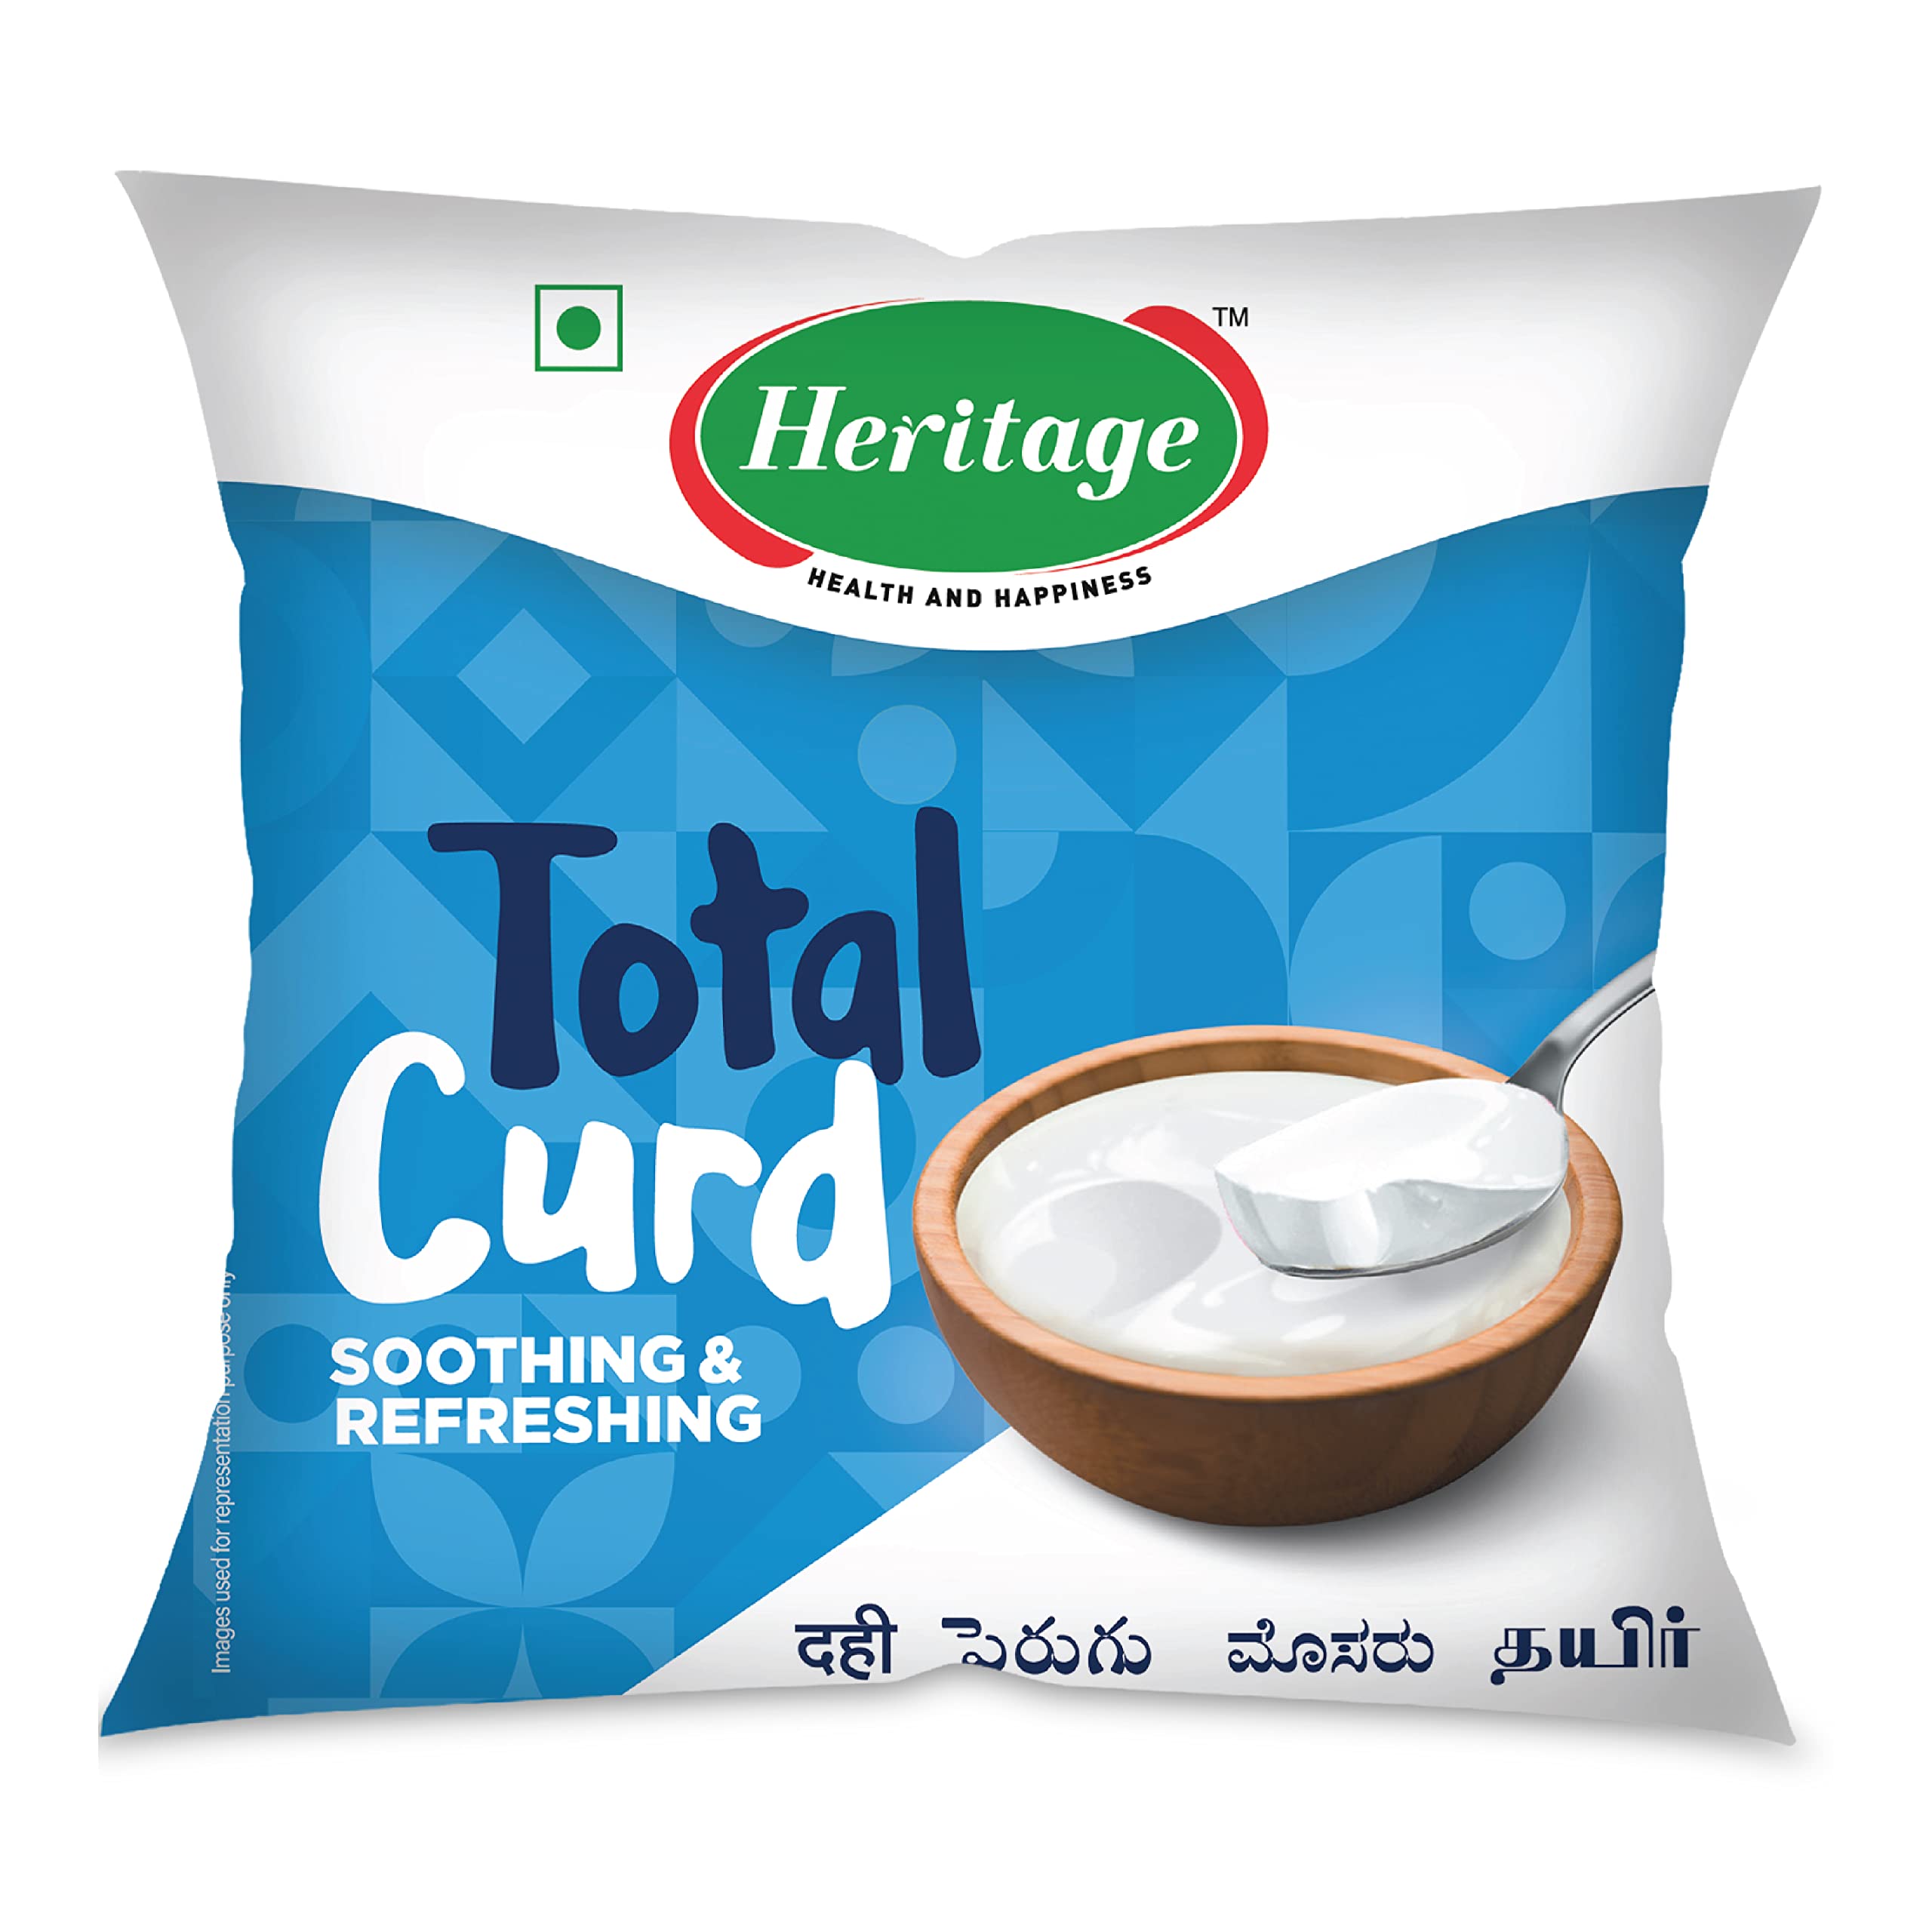 Heritage TM
HEALTH AND HAPPINESS
Total
Curd
SOOTHING &
REFRESHING
Images used for representation purpose only
दही పెరుగు ಮೊಸರು தயிர்